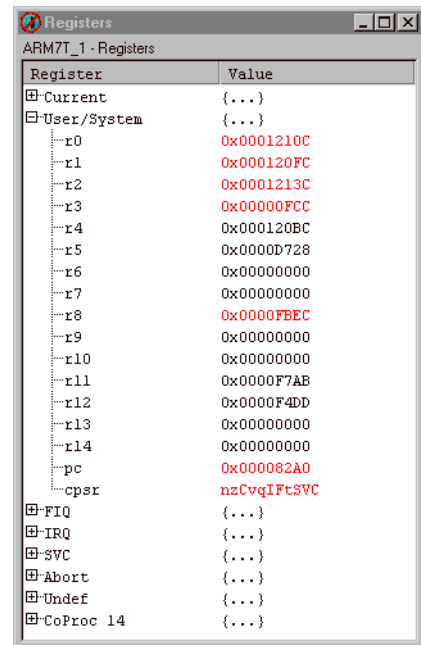 Registers
ARM7T_1 - Registers
Register Value
Current {...}
User/System {...}
r0 0x0001210C
r1 0x000120FC
r2 0x0001213C
r3 0x00000FCC
r4 0x000120BC
r5 0x0000D728
r6 0x00000000
r7 0x00000000
r8 0x0000FBEC
r9 0x00000000
r10 0x00000000
r11 0x0000F7AB
r12 0x0000F4DD
r13 0x00000000
r14 0x00000000
pc 0x000082A0
cpsr nzCvqIFtSVC
FIQ {...}
IRQ {...}
SVC {...}
Abort {...}
Undef {...}
CoProc 14 {...}